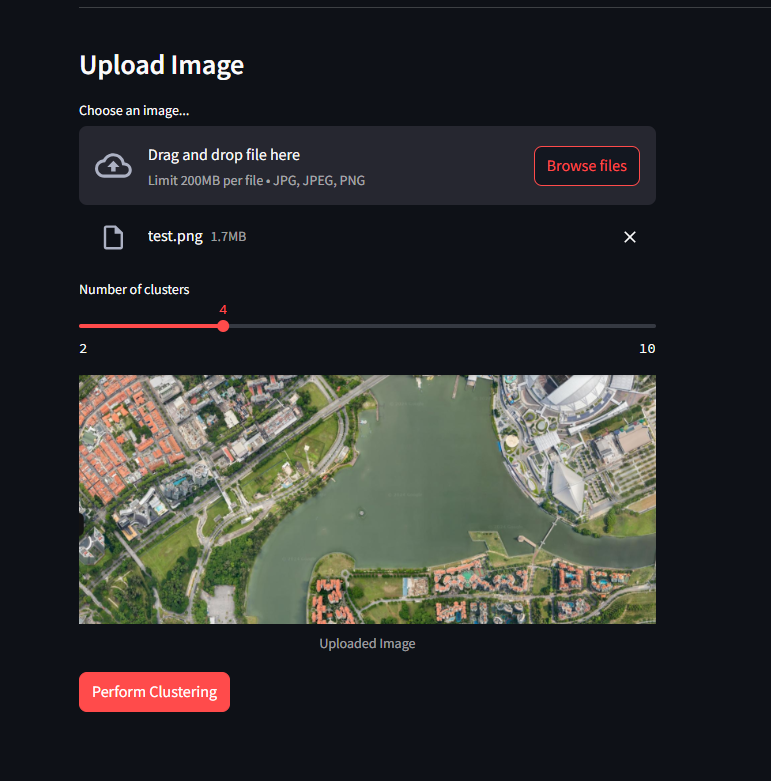 Upload Image
Choose an image...
Drag and drop file here
Limit 200MB per file • JPG, JPEG, PNG
Browse files
test.png 1.7MB
Number of clusters
4
2 10
Uploaded Image
Perform Clustering